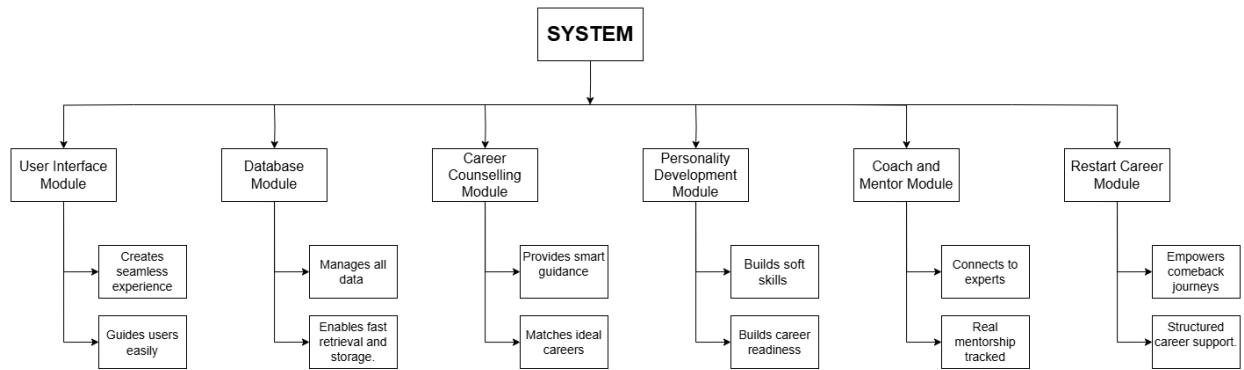 SYSTEM
User Interface
Module
Database
Module
Career
Counselling
Module
Personality
Development
Module
Coach and
Mentor Module
Restart Career
Module
Creates
seamless
experience
Guides users
easily
Manages all
data
Enables fast
retrieval and
storage.
Provides smart
guidance
Matches ideal
careers
Builds soft
skills
Builds career
readiness
Connects to
experts
Real
mentorship
tracked
Empowers
comeback
journeys
Structured
career support.